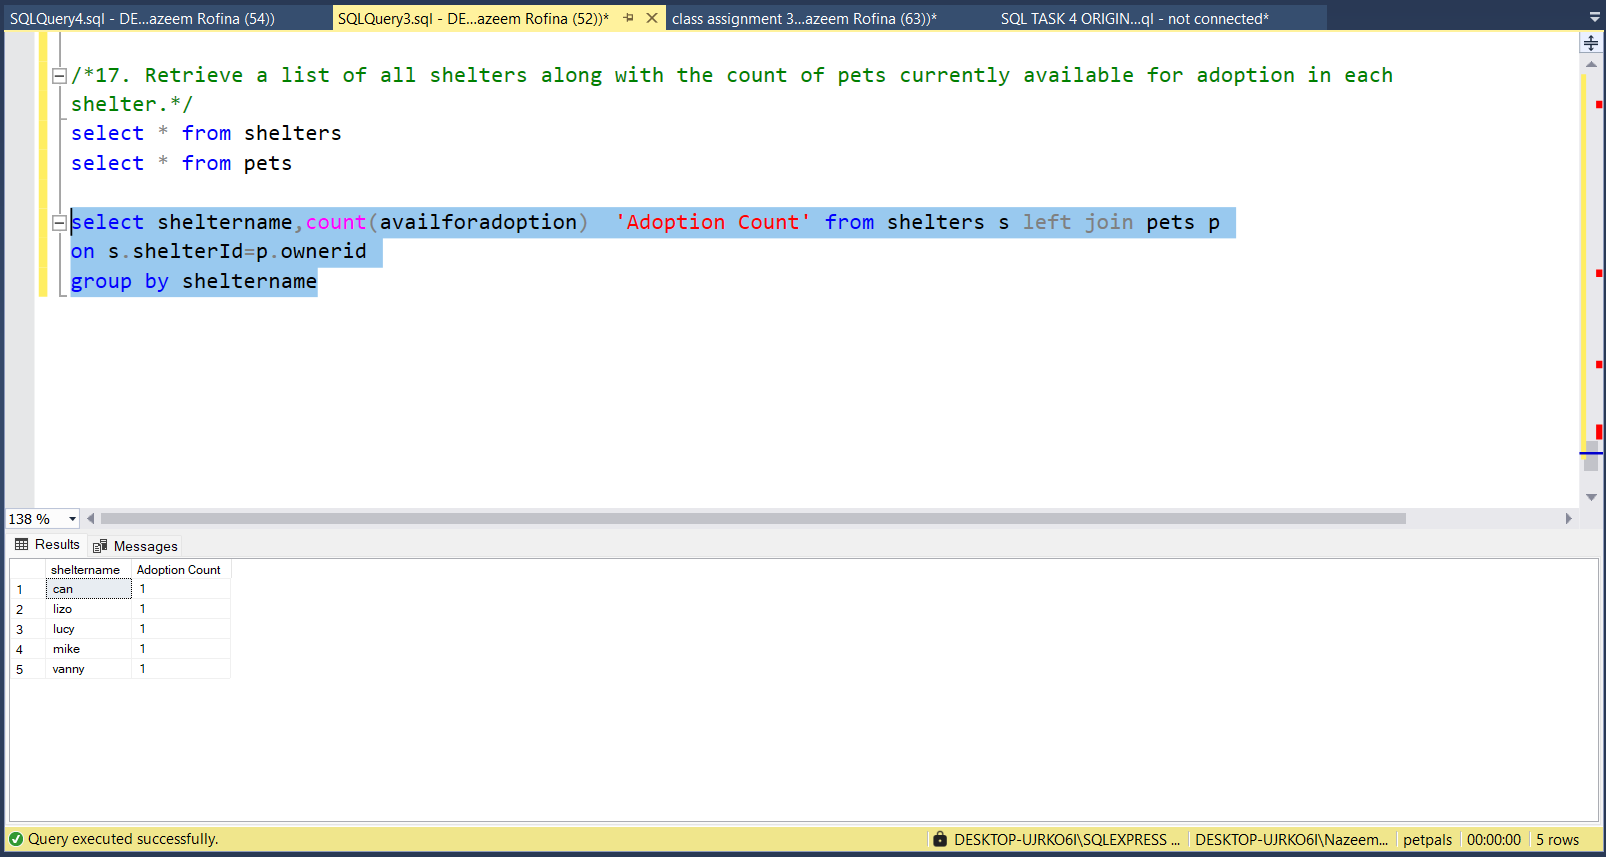 SQLQuery4.sql - DE...azeem Rofina (54)) SQLQuery3.sql - DE...azeem Rofina (52))* class assignment 3...azeem Rofina (63))* SQL TASK 4 ORIGIN...ql - not connected*
/*17. Retrieve a list of all shelters along with the count of pets currently available for adoption in each
shelter.*/
select * from shelters
select * from pets
select sheltername,count(availforadoption)  'Adoption Count' from shelters s left join pets p
on s.shelterId=p.ownerid
group by sheltername
138 %
Results Messages
sheltername Adoption Count
1 can 1
2 lizo 1
3 lucy 1
4 mike 1
5 vanny 1
Query executed successfully. DESKTOP-UJRKO6I\SQLEXPRESS ... DESKTOP-UJRKO6I\Nazeem... petpals 00:00:00 5 rows